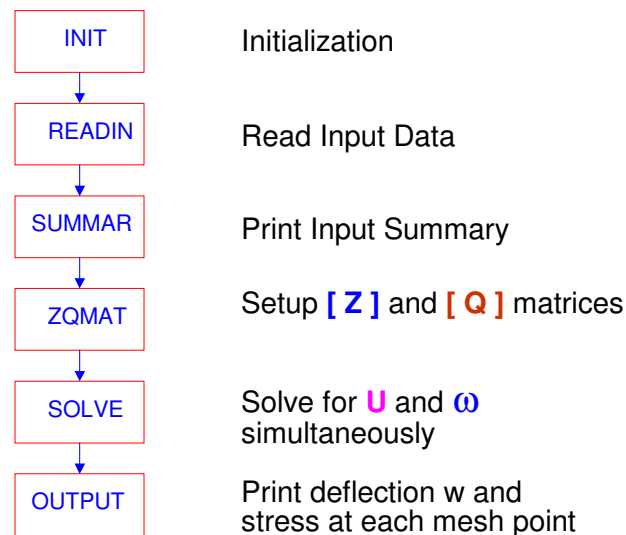 INIT
Initialization
READIN
Read Input Data
SUMMAR
Print Input Summary
ZQMAT
Setup [ Z ] and [ Q ] matrices
SOLVE
Solve for U and ω
simultaneously
OUTPUT
Print deflection w and
stress at each mesh point